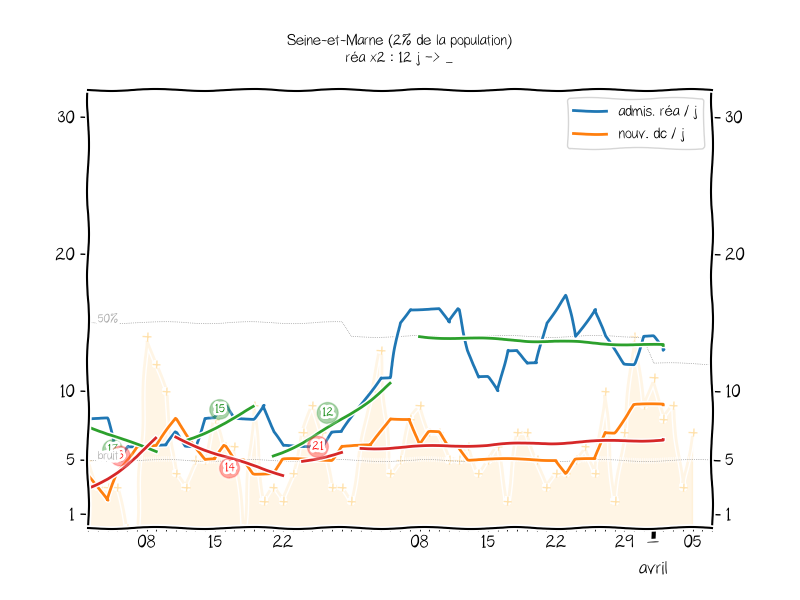 Seine-et-Marne (2% de la population)
réa x2 : 12 j -> _
admis. réa / j
nouv. dc / j
30
30
20
20
50%
15
12
10
10
21
bruit
14
5
5
1
1
08 15 22 08 15 22 29 05
avril